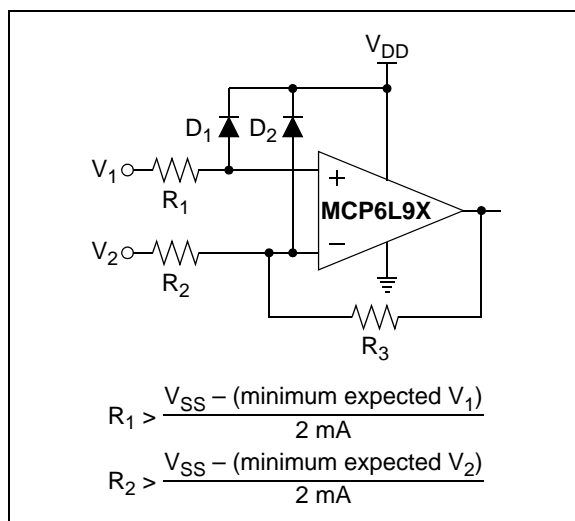 V_DD
D_1
D_2
V_1
R_1
+
MCP6L9X
V_2
R_2
–
R_3
R_1 > V_SS – (minimum expected V_1)
2 mA
R_2 > V_SS – (minimum expected V_2)
2 mA